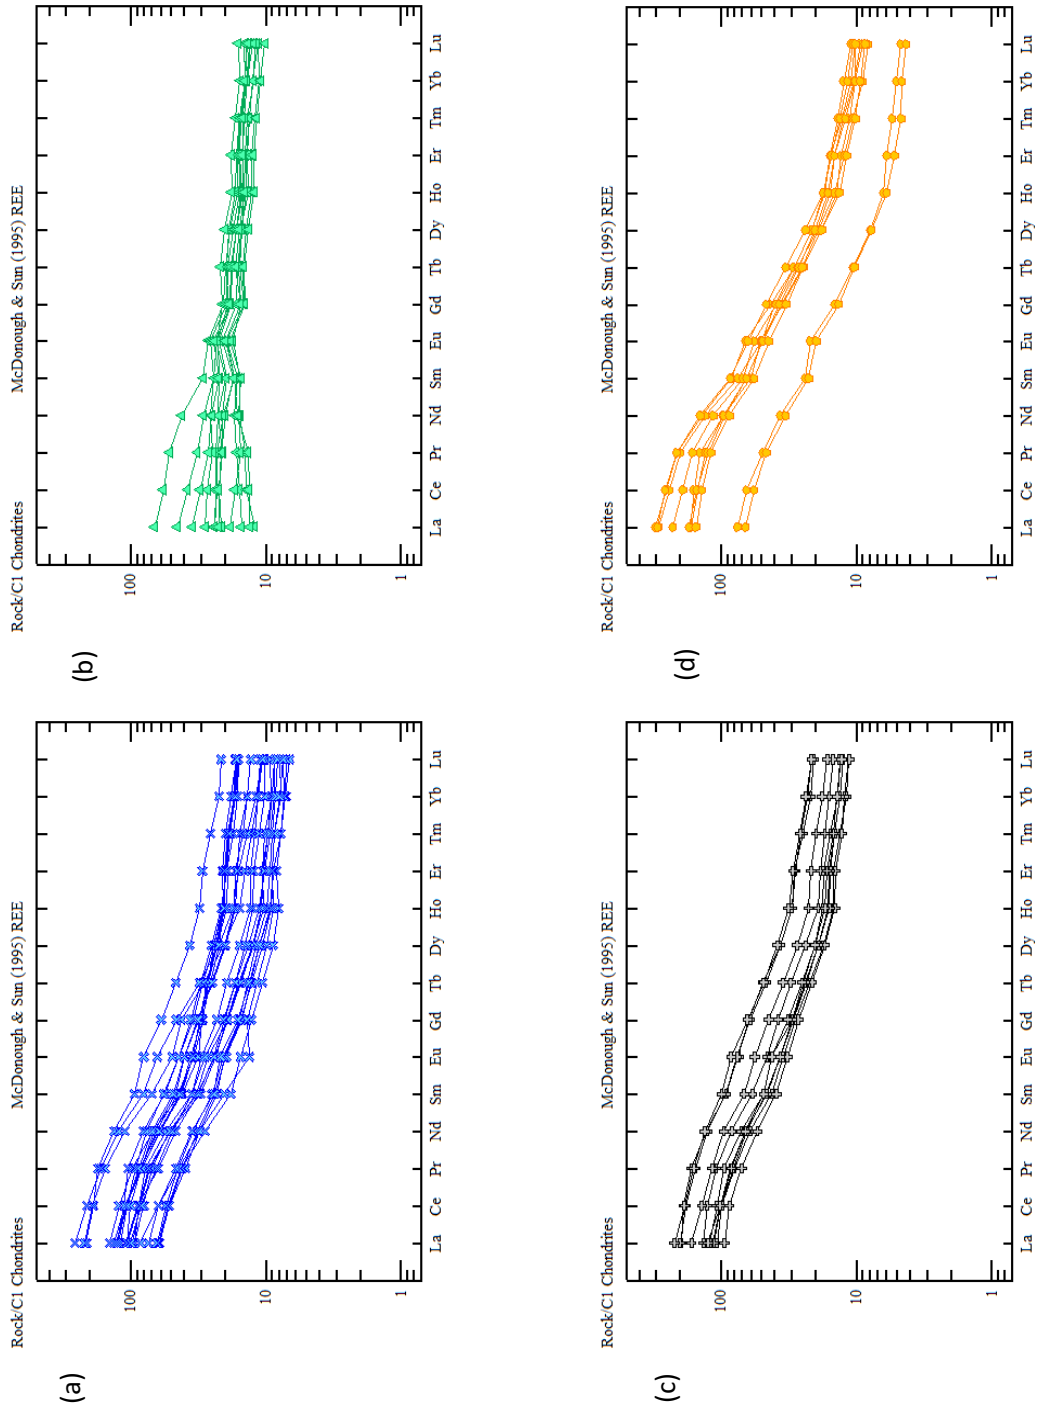 (a)
Rock/C1 Chondrites
McDonough & Sun (1995) REE
100
10
1
La Ce Pr Nd Sm Eu Gd Tb Dy Ho Er Tm Yb Lu
(b)
Rock/C1 Chondrites
McDonough & Sun (1995) REE
100
10
1
La Ce Pr Nd Sm Eu Gd Tb Dy Ho Er Tm Yb Lu
(c)
Rock/C1 Chondrites
McDonough & Sun (1995) REE
100
10
1
La Ce Pr Nd Sm Eu Gd Tb Dy Ho Er Tm Yb Lu
(d)
Rock/C1 Chondrites
McDonough & Sun (1995) REE
100
10
1
La Ce Pr Nd Sm Eu Gd Tb Dy Ho Er Tm Yb Lu